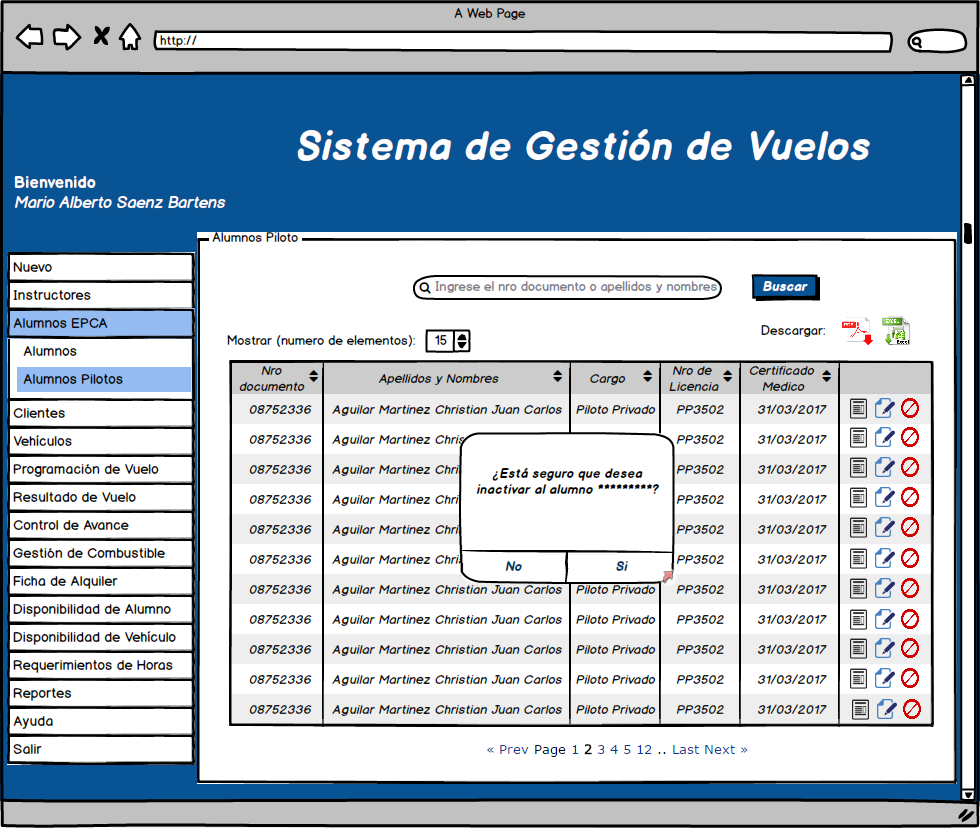 A Web Page
http://
Sistema de Gestión de Vuelos
Bienvenido
Mario Alberto Saenz Bartens
Nuevo
Instructores
Alumnos EPCA
Alumnos
Alumnos Pilotos
Clientes
Vehículos
Programación de Vuelo
Resultado de Vuelo
Control de Avance
Gestión de Combustible
Ficha de Alquiler
Disponibilidad de Alumno
Disponibilidad de Vehículo
Requerimientos de Horas
Reportes
Ayuda
Salir
Alumnos Piloto
Ingrese el nro documento o apellidos y nombres
Buscar
Mostrar (numero de elementos): 15
Descargar:
PDF
EXCEL
Excel
Nro documento Apellidos y Nombres Cargo Nro de Licencia Certificado Medico
08752336 Aguilar Martinez Christian Juan Carlos Piloto Privado PP3502 31/03/2017
08752336 Aguilar Martinez Chris PP3502 31/03/2017
08752336 Aguilar Martinez Chri PP3502 31/03/2017
08752336 Aguilar Martinez Chri PP3502 31/03/2017
08752336 Aguilar Martinez Chri PP3502 31/03/2017
08752336 Aguilar Martinez Chri PP3502 31/03/2017
08752336 Aguilar Martinez Christian Juan Carlos Piloto Privado PP3502 31/03/2017
08752336 Aguilar Martinez Christian Juan Carlos Piloto Privado PP3502 31/03/2017
08752336 Aguilar Martinez Christian Juan Carlos Piloto Privado PP3502 31/03/2017
08752336 Aguilar Martinez Christian Juan Carlos Piloto Privado PP3502 31/03/2017
08752336 Aguilar Martinez Christian Juan Carlos Piloto Privado PP3502 31/03/2017
¿Está seguro que desea
inactivar al alumno *********?
No
Si
« Prev Page 1 2 3 4 5 12 .. Last Next »